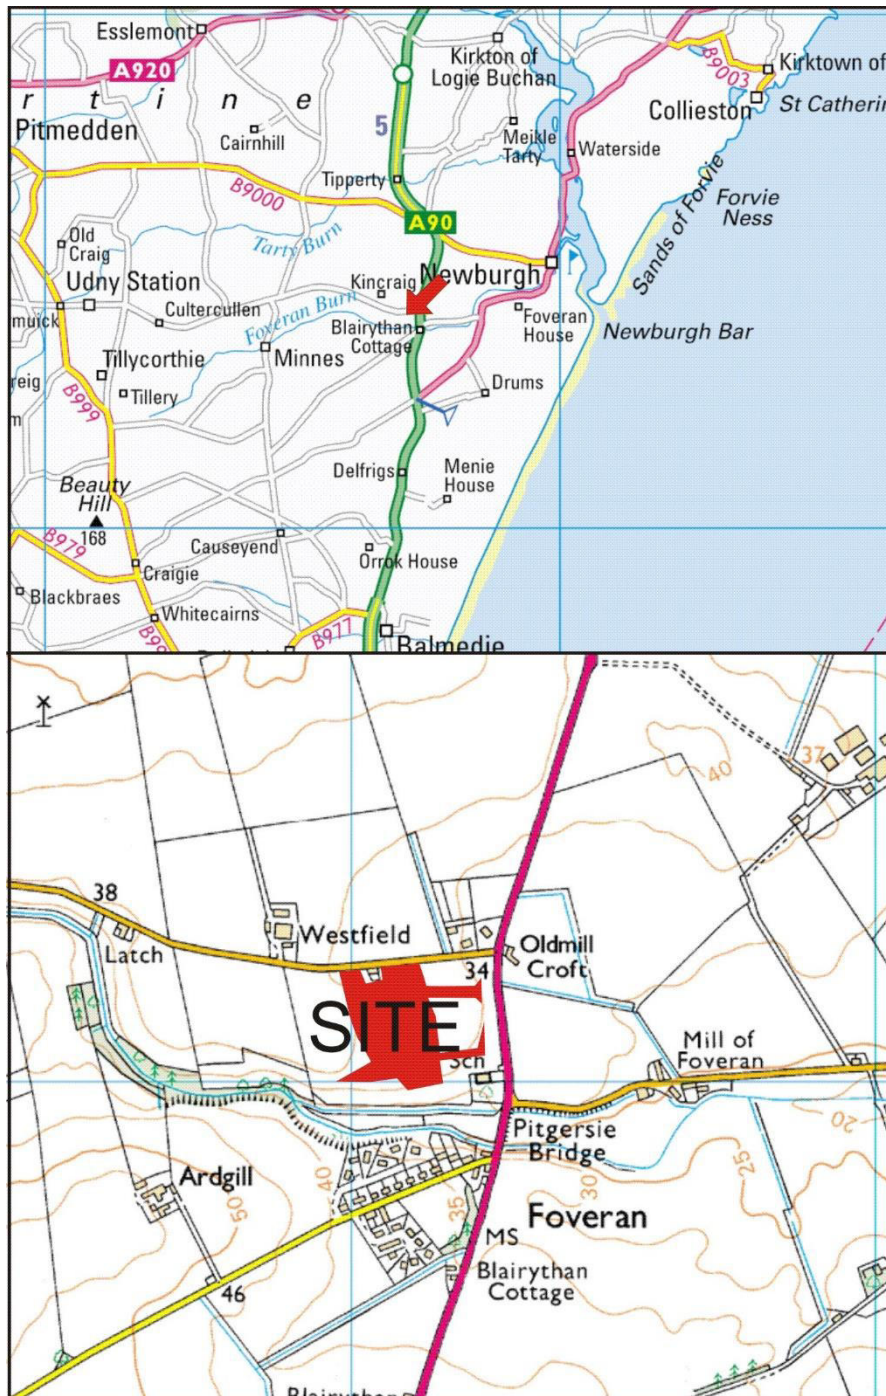 Esslemont
Kirkton of
Logie Buchan
B9003
Kirktown of
A920
Collieston
St Catherin
r t i n e
Pitmedden
5
Cairnhill
Meikle
Tarty
Waterside
Tipperty
B9000
Forvie
Ness
Sands of Forvie
A90
Old
Craig
Tarty Burn
Udny Station
Kincraig
Newburgh
muick
Cultercullen
Foveran Burn
Blairythan
Cottage
Foveran
House
Newburgh Bar
Tillycorthie
Minnes
reig
Tillery
Drums
B999
m
Delfrigs
Menie
House
Beauty
Hill
168
B979
Causeyend
Orrok House
Craigie
Blackbraes
Whitecairns
B99
B977
Balmedie
37
40
38
Latch
Westfield
34
Oldmill
Croft
SITE
Sch
Mill of
Foveran
Pitgersie
Bridge
20
25
30
Ardgill
40
50
35
Foveran
MS
Blairythan
Cottage
46
Blairythan